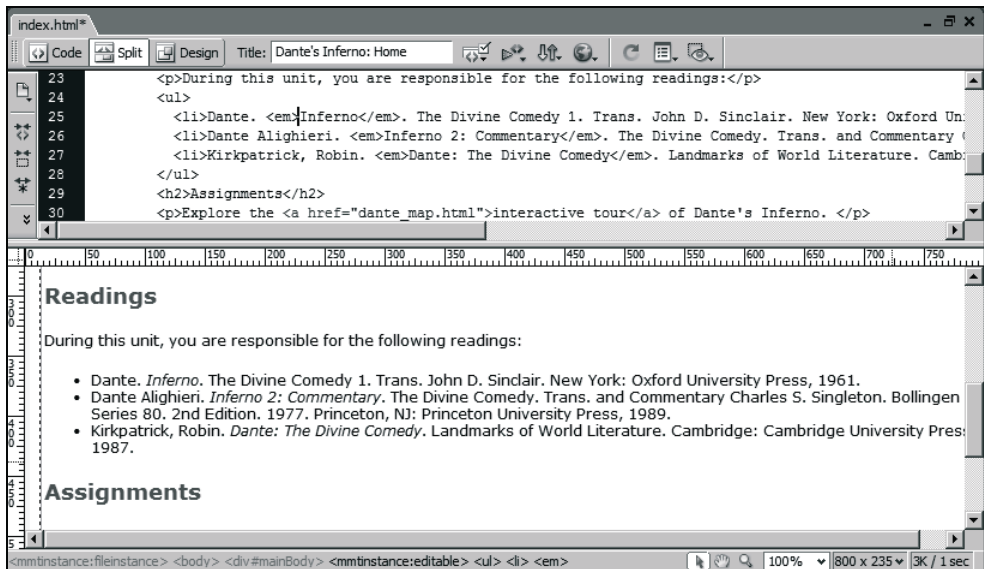 index.html*
Code Split Design Title: Dante's Inferno: Home
23 <p>During this unit, you are responsible for the following readings:</p>
24 <ul>
25 <li>Dante. <em>Inferno</em>. The Divine Comedy 1. Trans. John D. Sinclair. New York: Oxford Un
26 <li>Dante Alighieri. <em>Inferno 2: Commentary</em>. The Divine Comedy. Trans. and Commentary
27 <li>Kirkpatrick, Robin. <em>Dante: The Divine Comedy</em>. Landmarks of World Literature. Camb
28 </ul>
29 <h2>Assignments</h2>
30 <p>Explore the <a href="dante_map.html">interactive tour</a> of Dante's Inferno. </p>
0 50 100 150 200 250 300 350 400 450 500 550 600 650 700 750
Readings
During this unit, you are responsible for the following readings:
• Dante. Inferno. The Divine Comedy 1. Trans. John D. Sinclair. New York: Oxford University Press, 1961.
• Dante Alighieri. Inferno 2: Commentary. The Divine Comedy. Trans. and Commentary Charles S. Singleton. Bollingen
Series 80. 2nd Edition. 1977. Princeton, NJ: Princeton University Press, 1989.
• Kirkpatrick, Robin. Dante: The Divine Comedy. Landmarks of World Literature. Cambridge: Cambridge University Pres
1987.
Assignments
300
350
400
450
5
<mmtinstance:fileinstance> <body> <div#mainBody> <mmtinstance:editable> <ul> <li> <em> 100% 800 x 235 3K / 1 sec